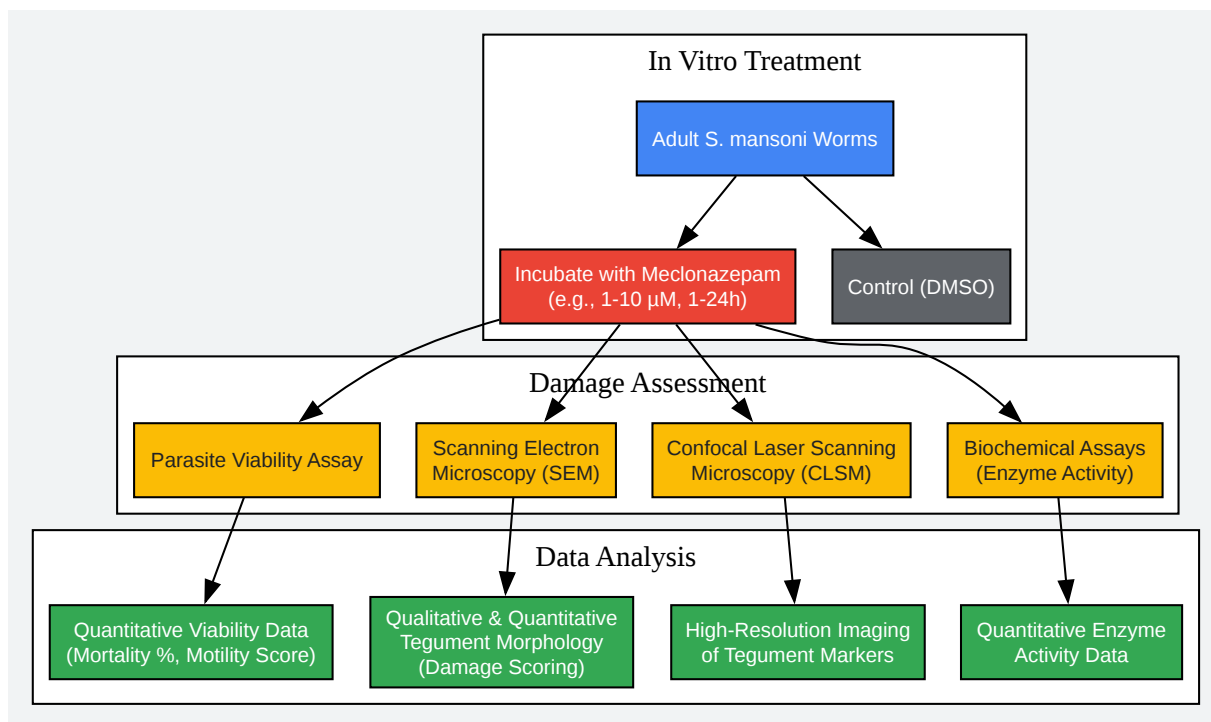 In Vitro Treatment
Adult S. mansoni Worms
Incubate with Meclonazepam
(e.g., 1-10 µM, 1-24h)
Control (DMSO)
Damage Assessment
Parasite Viability Assay
Scanning Electron
Microscopy (SEM)
Confocal Laser Scanning
Microscopy (CLSM)
Biochemical Assays
(Enzyme Activity)
Data Analysis
Quantitative Viability Data
(Mortality %, Motility Score)
Qualitative & Quantitative
Tegument Morphology
(Damage Scoring)
High-Resolution Imaging
of Tegument Markers
Quantitative Enzyme
Activity Data